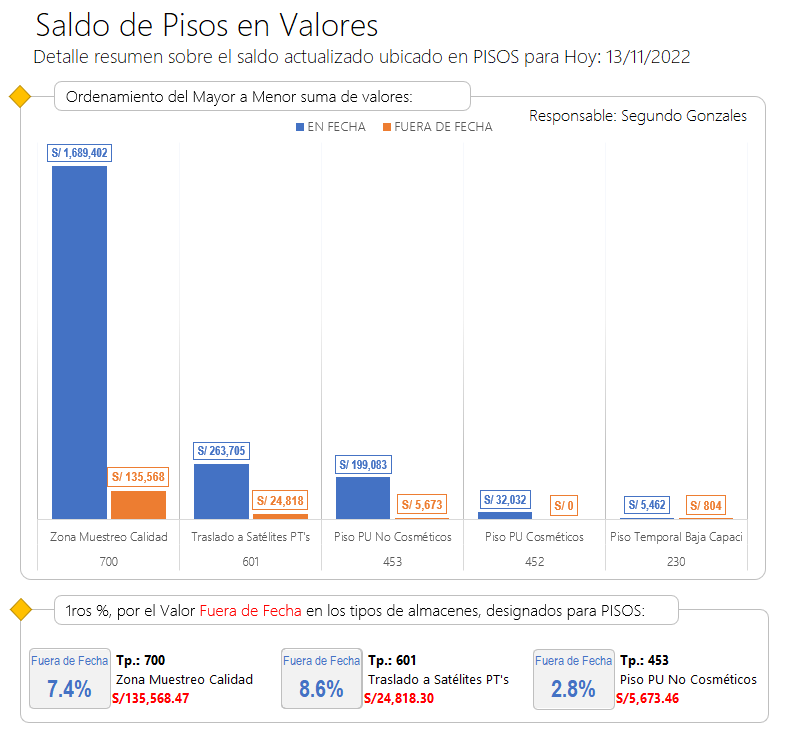 Saldo de Pisos en Valores
Detalle resumen sobre el saldo actualizado ubicado en PISOS para Hoy: 13/11/2022
Ordenamiento del Mayor a Menor suma de valores:
Responsable: Segundo Gonzales
EN FECHA FUERA DE FECHA
S/ 1,689,402
S/ 135,568
S/ 263,705
S/ 24,818
S/ 199,083
S/ 5,673
S/ 32,032
S/ 0
S/ 5,462
S/ 804
Zona Muestreo Calidad Traslado a Satélites PT's Piso PU No Cosméticos Piso PU Cosméticos Piso Temporal Baja Capaci
700 601 453 452 230
1ros %, por el Valor Fuera de Fecha en los tipos de almacenes, designados para PISOS:
Fuera de Fecha
7.4%
Tp.: 700
Zona Muestreo Calidad
S/135,568.47
Fuera de Fecha
8.6%
Tp.: 601
Traslado a Satélites PT's
S/24,818.30
Fuera de Fecha
2.8%
Tp.: 453
Piso PU No Cosméticos
S/5,673.46